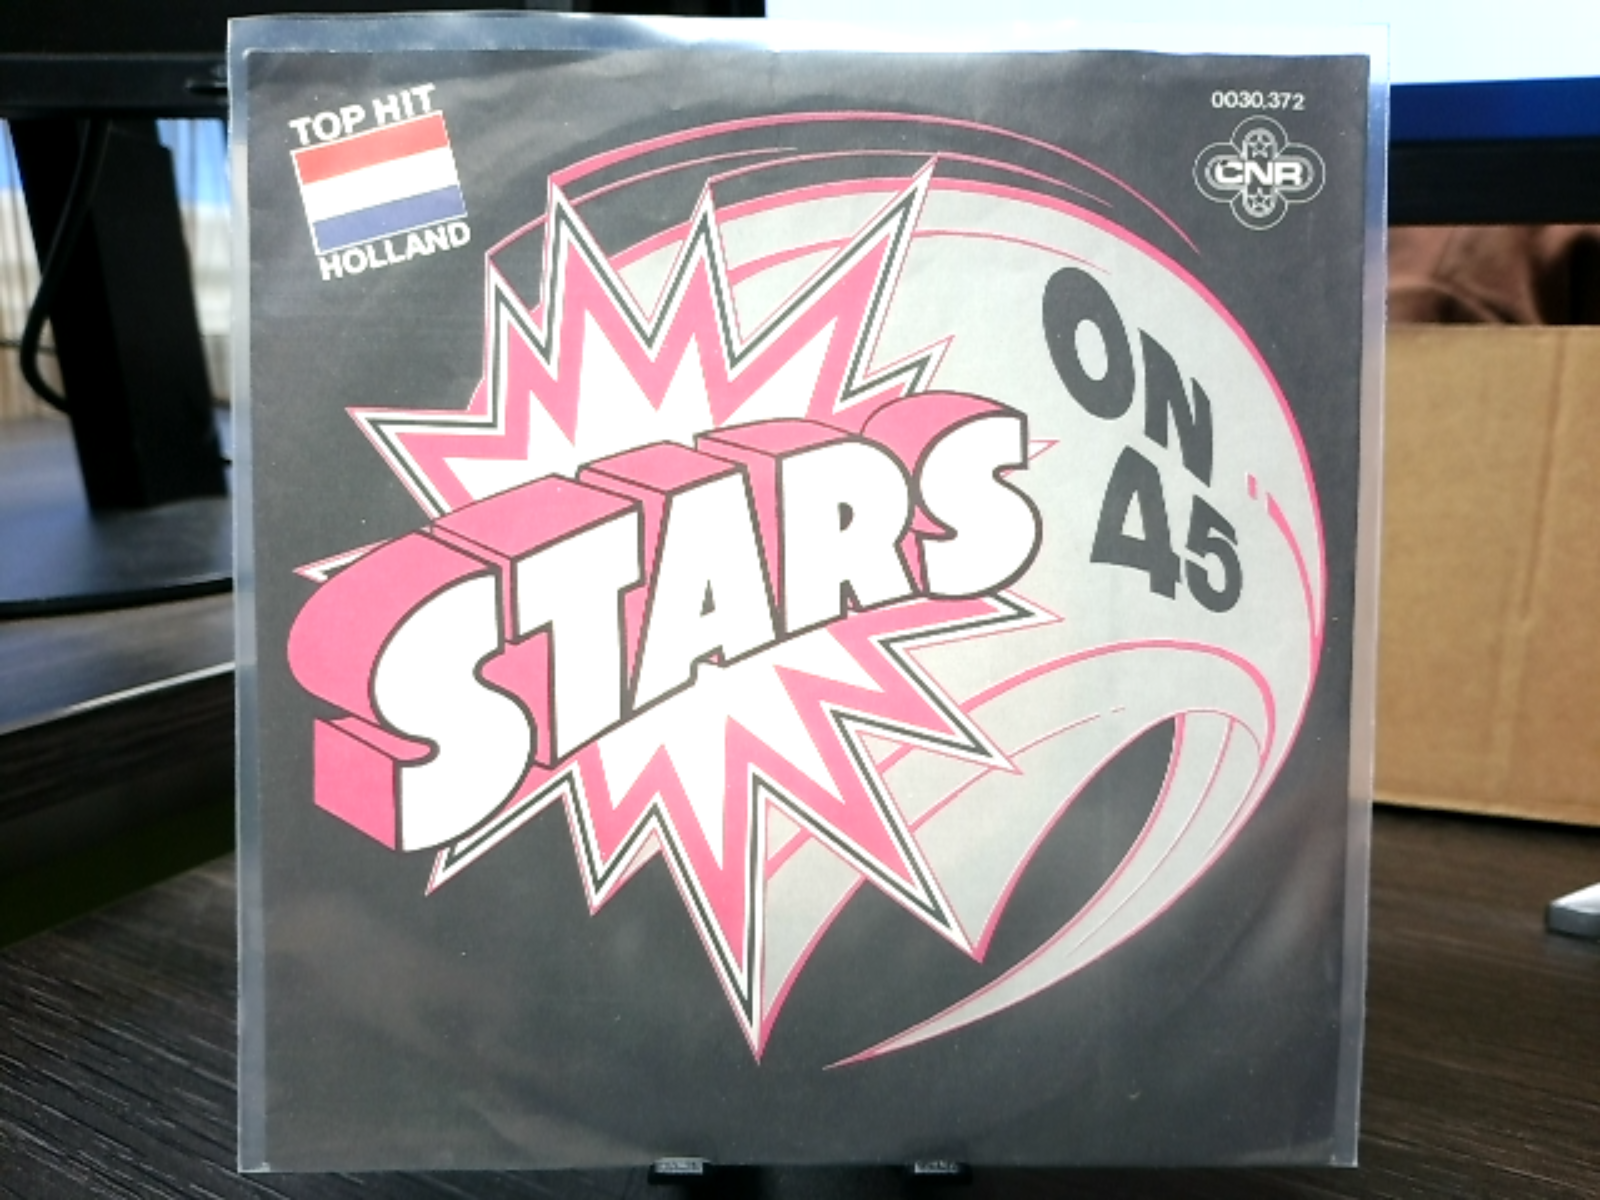 TOP HIT
HOLLAND
0030.372
CNR
STARS
ON
45